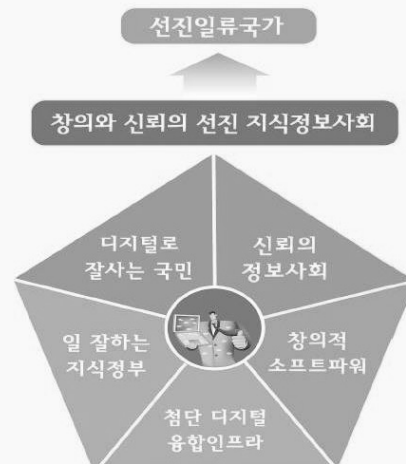 선진일류국가
창의와 신뢰의 선진 지식정보사회
디지털로
잘사는 국민
신뢰의
정보사회
일 잘하는
지식정부
창의적
소프트파워
첨단 디지털
융합인프라